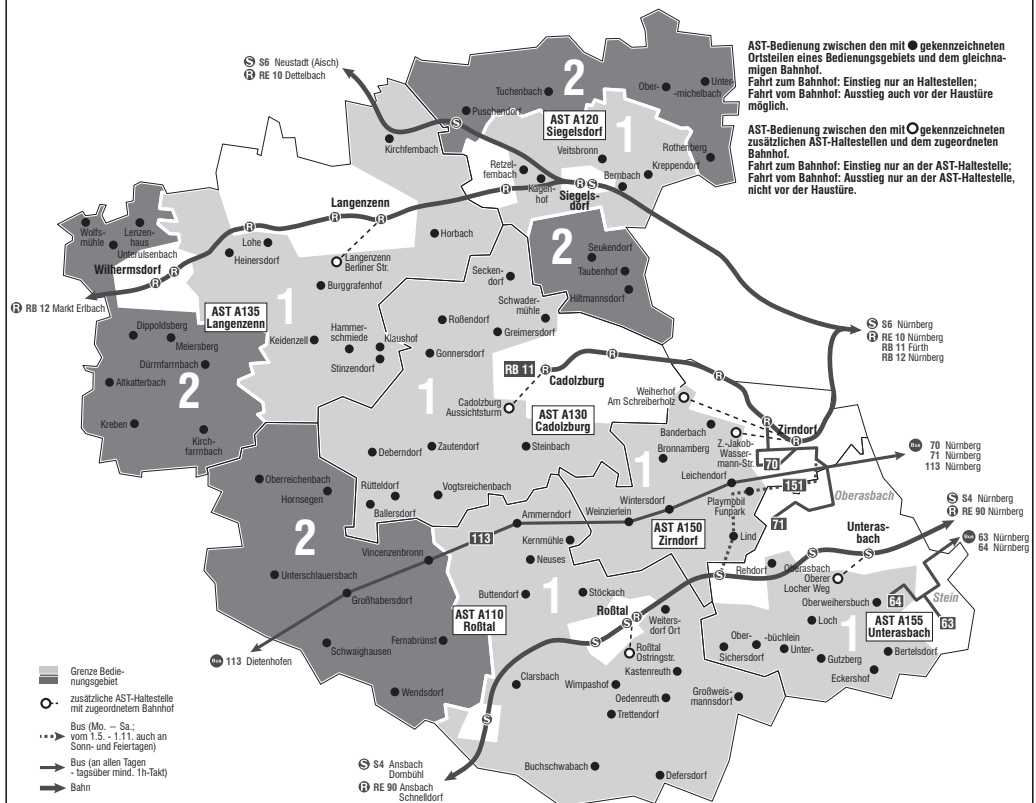 S S6 Neustadt (Aisch)
R RE 10 Dettelbach
AST-Bedienung zwischen den mit ● gekennzeichneten
Ortsteilen eines Bedienungsgebiets und dem gleichna-
migen Bahnhof.
Fahrt zum Bahnhof: Einstieg nur an Haltestellen;
Fahrt vom Bahnhof: Ausstieg auch vor der Haustüre
möglich.
AST-Bedienung zwischen den mit O gekennzeichneten
zusätzlichen AST-Haltestellen und dem zugeordneten
Bahnhof.
Fahrt zum Bahnhof: Einstieg nur an der AST-Haltestelle;
Fahrt vom Bahnhof: Ausstieg nur an der AST-Haltestelle,
nicht vor der Haustüre.
2
Tuchenbach
Ober-
Unter-
-michelbach
Puschendorf
AST A120
Siegelsdorf
1
Kirchfembach
Veitsbronn
Rothenberg
Kreppendorf
Retzel-
fembach
Kagen-
hof
Bernbach
R S
Siegels-
dorf
Langenzenn
Wolfs-
mühle
Lenzen-
haus
Unterulsenbach
Wilhermsdorf
Lohe
Heinersdorf
Horbach
Langenzenn
Berliner Str.
Burggrafenhof
2
Seukendorf
Taubenhof
Hiltmannsdorf
Secken-
dorf
Schwader-
mühle
R RB 12 Markt Erlbach
AST A135
Langenzenn
1
Roßendorf
Greimersdorf
Dippoldsberg
Meiersberg
Keidenzell
Hammer-
schmiede
Klaushof
Stinzendorf
Gonnersdorf
S S6 Nürnberg
R RE 10 Nürnberg
RB 11 Fürth
RB 12 Nürnberg
Dürrnfarrnbach
Altkatterbach
2
Kreben
Kirch-
farrnbach
RB 11
Cadolzburg
1
Cadolzburg
Aussichtsturm
AST A130
Cadolzburg
Weiherhof
Am Schreiberholz
Zirndorf
Banderbach
Z.-Jakob-
Wasser-
mann-Str.
Bronnamberg
1
70
Bus 70 Nürnberg
71 Nürnberg
113 Nürnberg
Deberndorf
Zautendorf
Steinbach
Leichendorf
151
Oberasbach
Oberreichenbach
Hornsegen
Rütteldorf
Ballersdorf
Vogtsreichenbach
Playmobil
Funpark
71
Wintersdorf
Weinzierlein
Ammerndorf
AST A150
Zirndorf
Lind
S S4 Nürnberg
R RE 90 Nürnberg
Unteras-
bach
Bus 63 Nürnberg
64 Nürnberg
2
113
Kernmühle
Vincenzenbronn
Neuses
Rehdorf
Oberasbach
Oberer
Locher Weg
Unterschlauersbach
1
Großhabersdorf
Buttendorf
Stöckach
Oberweihersbuch
64
Stein
63
AST A110
Roßtal
Roßtal
Weiters-
dorf Ort
Loch
AST A155
Unterasbach
1
Schwaighausen
Fernabrünst
Roßtal
Ostringstr.
Kastenreuth
Ober-
Sichersdorf
-büchlein
Unter-
Gutzberg
Bertelsdorf
Eckershof
Bus 113 Dietenhofen
Wendsdorf
Clarsbach
Wimpashof
Oedenreuth
Trettendorf
Großweis-
mannsdorf
Buchschwabach
Defersdorf
S S4 Ansbach
Dombühl
R RE 90 Ansbach
Schnelldorf
Grenze Bedie-
nungsgebiet
zusätzliche AST-Haltestelle
mit zugeordnetem Bahnhof
Bus (Mo. – Sa.;
vom 1.5. - 1.11. auch an
Sonn- und Feiertagen)
Bus (an allen Tagen
- tagsüber mind. 1h-Takt)
Bahn